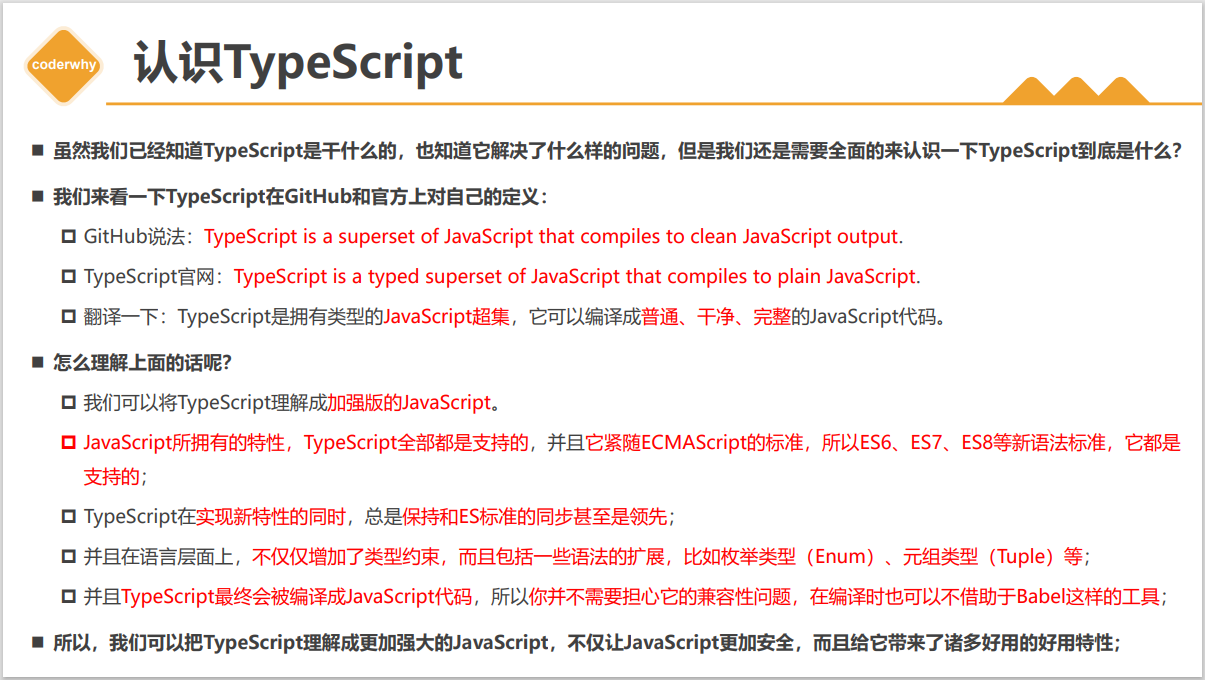 coderwhy
认识TypeScript
■ 虽然我们已经知道TypeScript是干什么的，也知道它解决了什么样的问题，但是我们还是需要全面的来认识一下TypeScript到底是什么？
■ 我们来看一下TypeScript在GitHub和官方上对自己的定义：
GitHub说法：TypeScript is a superset of JavaScript that compiles to clean JavaScript output.
TypeScript官网：TypeScript is a typed superset of JavaScript that compiles to plain JavaScript.
翻译一下：TypeScript是拥有类型的JavaScript超集，它可以编译成普通、干净、完整的JavaScript代码。
■ 怎么理解上面的话呢？
我们可以将TypeScript理解成加强版的JavaScript。
JavaScript所拥有的特性，TypeScript全部都是支持的，并且它紧随ECMAScript的标准，所以ES6、ES7、ES8等新语法标准，它都是
支持的；
TypeScript在实现新特性的同时，总是保持和ES标准的同步甚至是领先；
并且在语言层面上，不仅仅增加了类型约束，而且包括一些语法的扩展，比如枚举类型（Enum）、元组类型（Tuple）等；
并且TypeScript最终会被编译成JavaScript代码，所以你并不需要担心它的兼容性问题，在编译时也可以不借助于Babel这样的工具；
■ 所以，我们可以把TypeScript理解成更加强大的JavaScript，不仅让JavaScript更加安全，而且给它带来了诸多好用的好用特性；